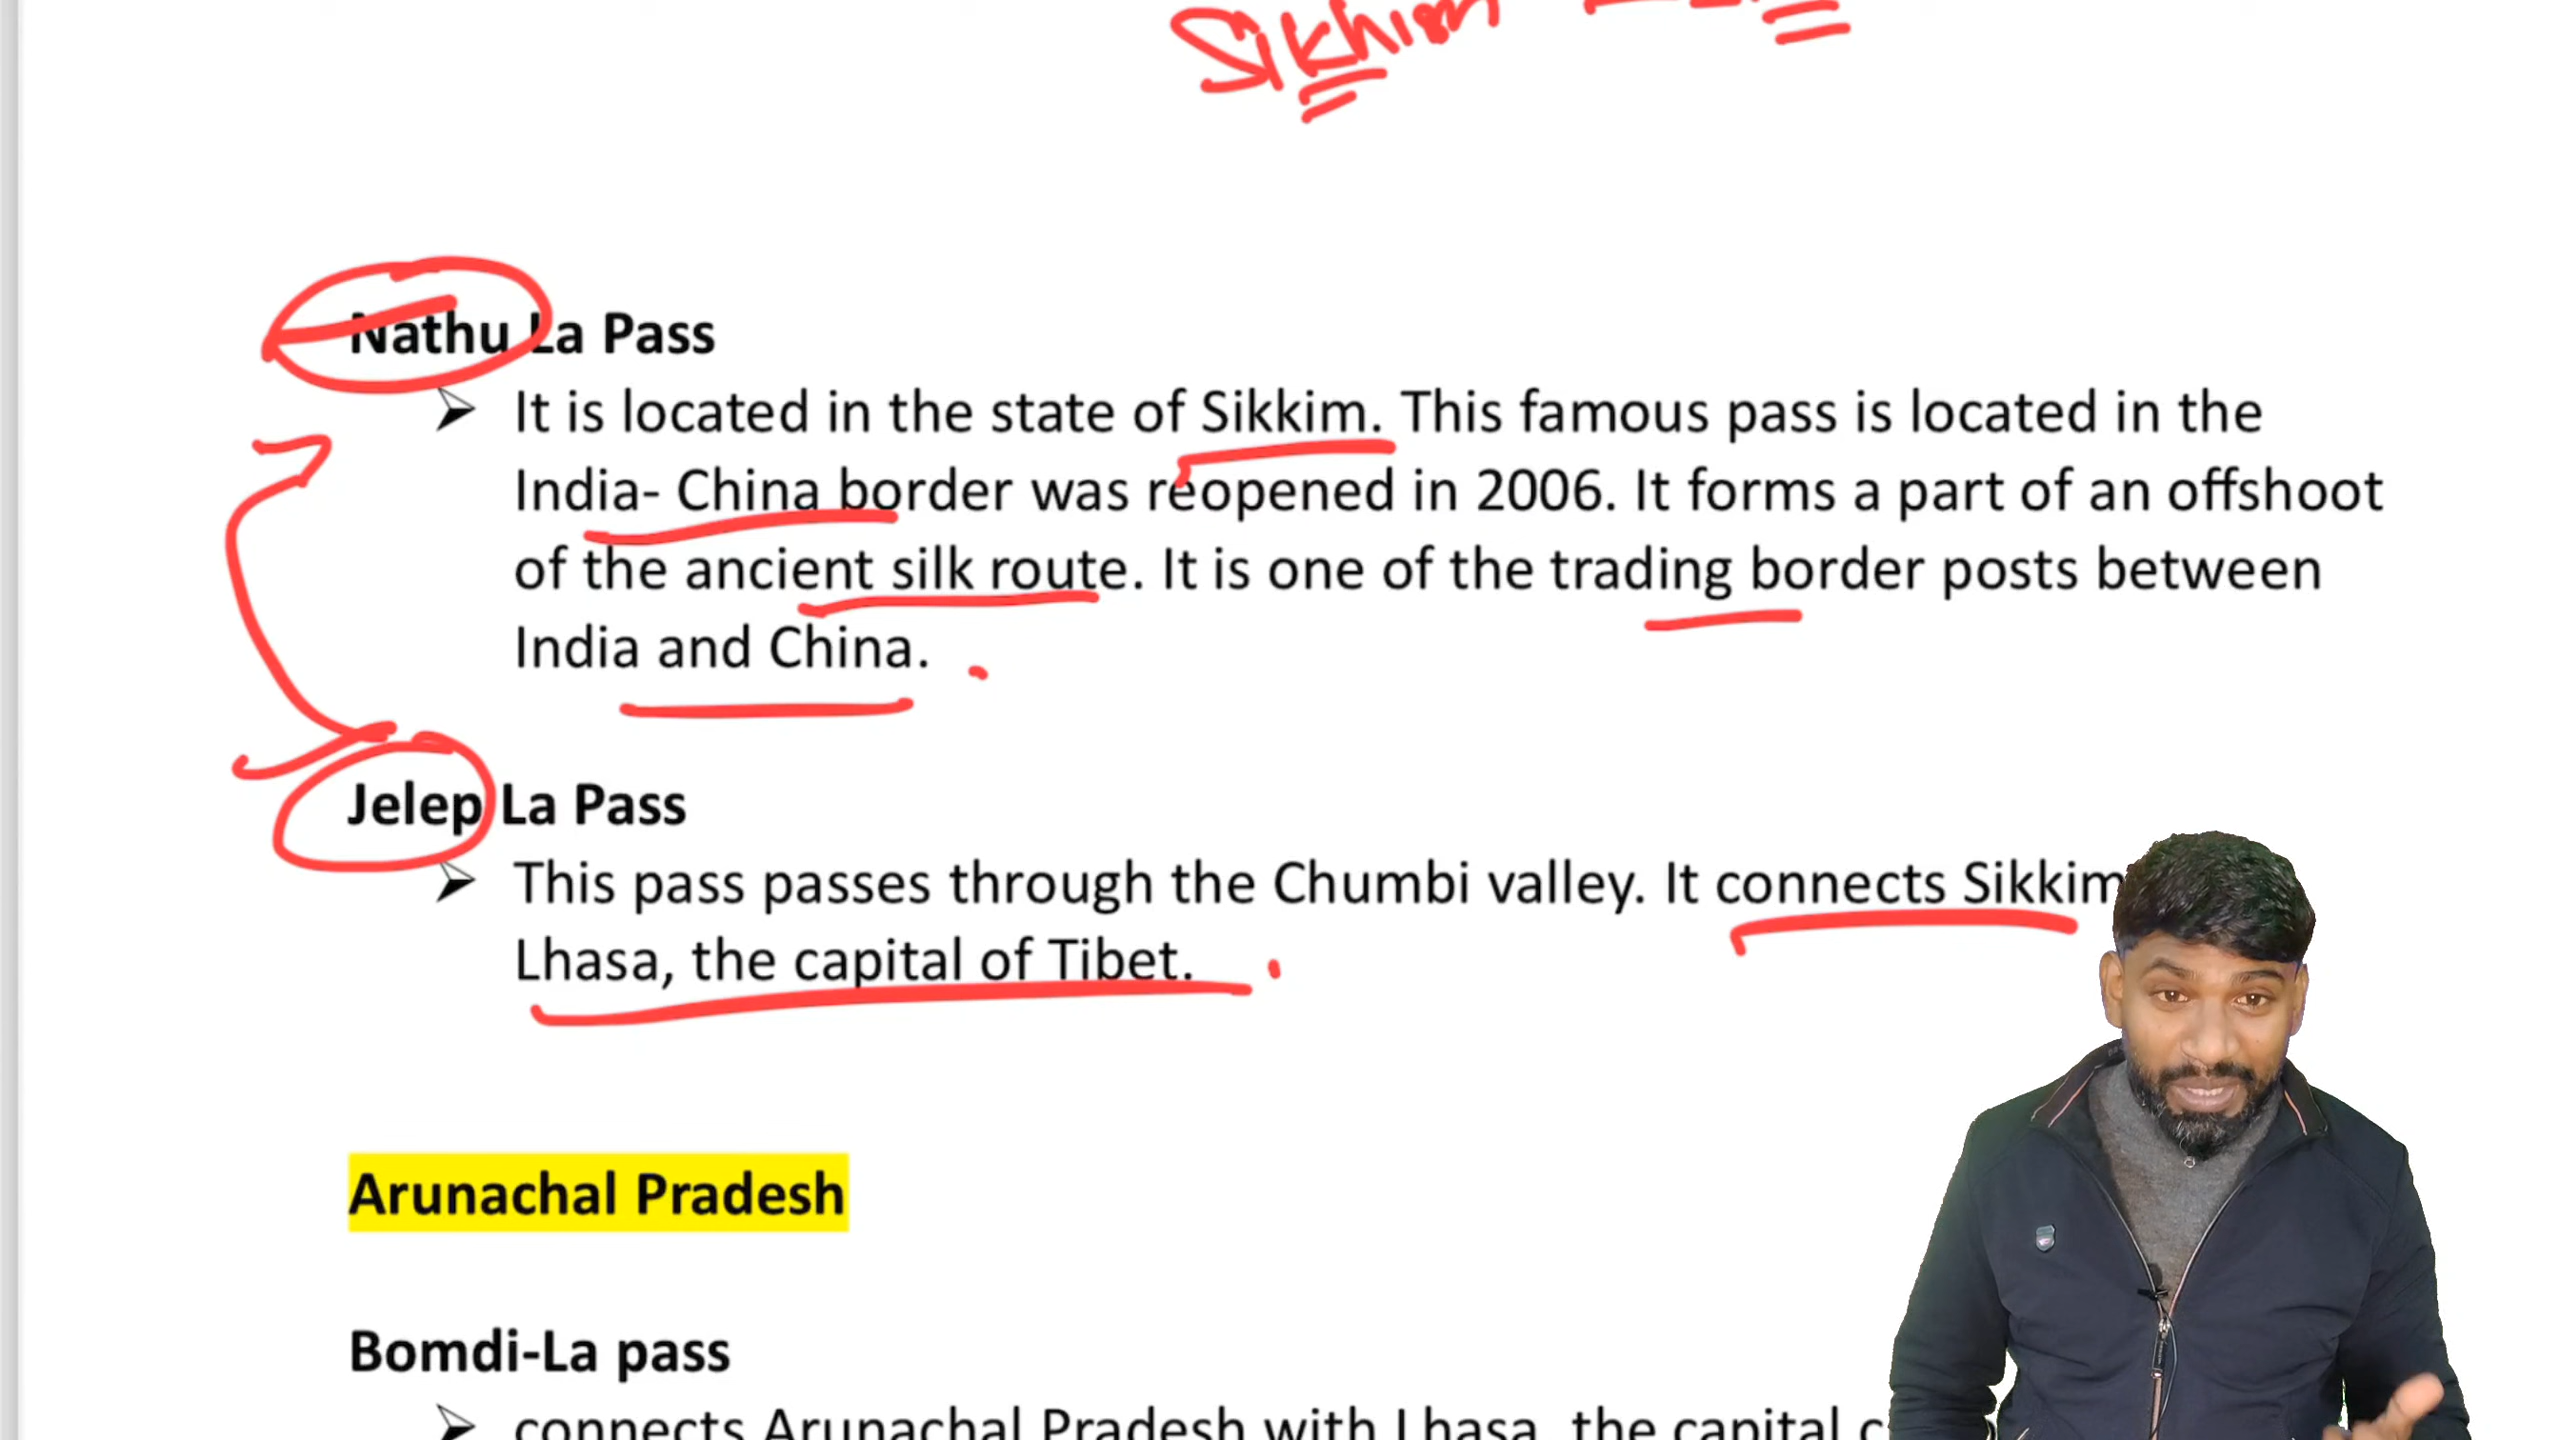 Sikhism
Nathu La Pass
➢ It is located in the state of Sikkim. This famous pass is located in the
India- China border was reopened in 2006. It forms a part of an offshoot
of the ancient silk route. It is one of the trading border posts between
India and China.
Jelep La Pass
➢ This pass passes through the Chumbi valley. It connects Sikkim
Lhasa, the capital of Tibet.
Arunachal Pradesh
Bomdi-La pass
➢ connects Arunachal Pradesh with Lhasa, the capital